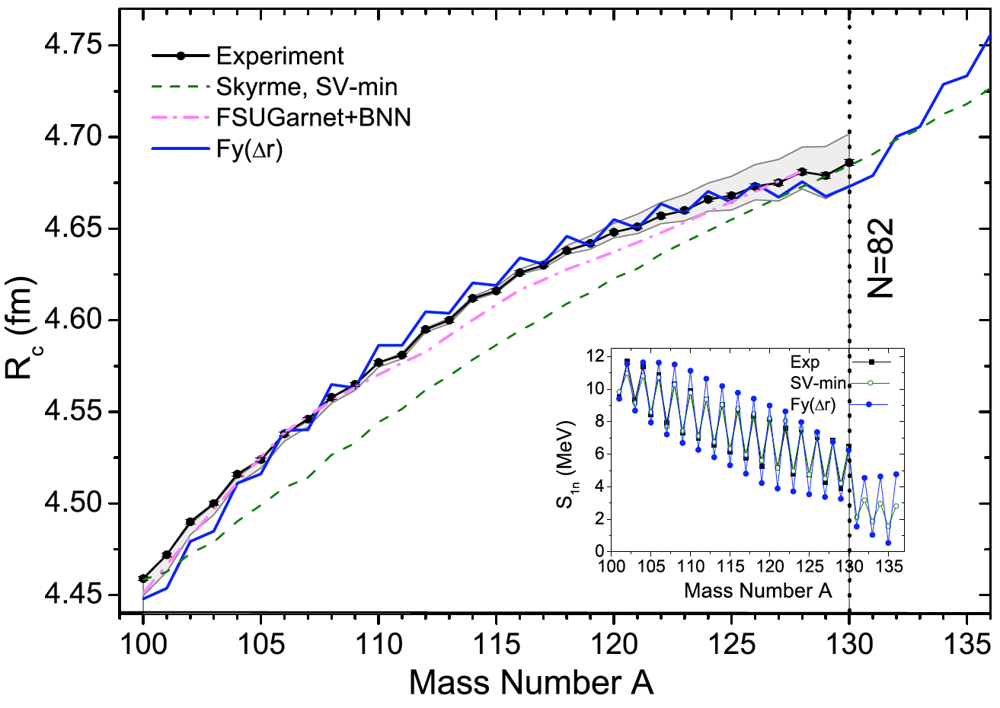 4.75
4.70
4.65
4.60
4.55
4.50
4.45
R_c (fm)
Experiment
Skyrme, SV-min
FSUGarnet+BNN
Fy(Δr)
N=82
12
10
8
6
4
2
0
S_1n (MeV)
Exp
SV-min
Fy(Δr)
100 105 110 115 120 125 130 135
Mass Number A
100 105 110 115 120 125 130 135
Mass Number A